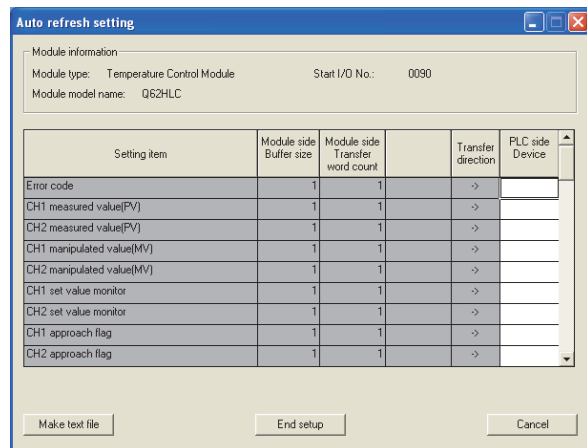 Auto refresh setting
Module information
Module type: Temperature Control Module Start I/O No.: 0090
Module model name: Q62HLC
Setting item Module side Buffer size Module side Transfer word count Transfer direction PLC side Device
Error code 1 1 ->
CH1 measured value(PV) 1 1 ->
CH2 measured value(PV) 1 1 ->
CH1 manipulated value(MV) 1 1 ->
CH2 manipulated value(MV) 1 1 ->
CH1 set value monitor 1 1 ->
CH2 set value monitor 1 1 ->
CH1 approach flag 1 1 ->
CH2 approach flag 1 1 ->
Make text file End setup Cancel